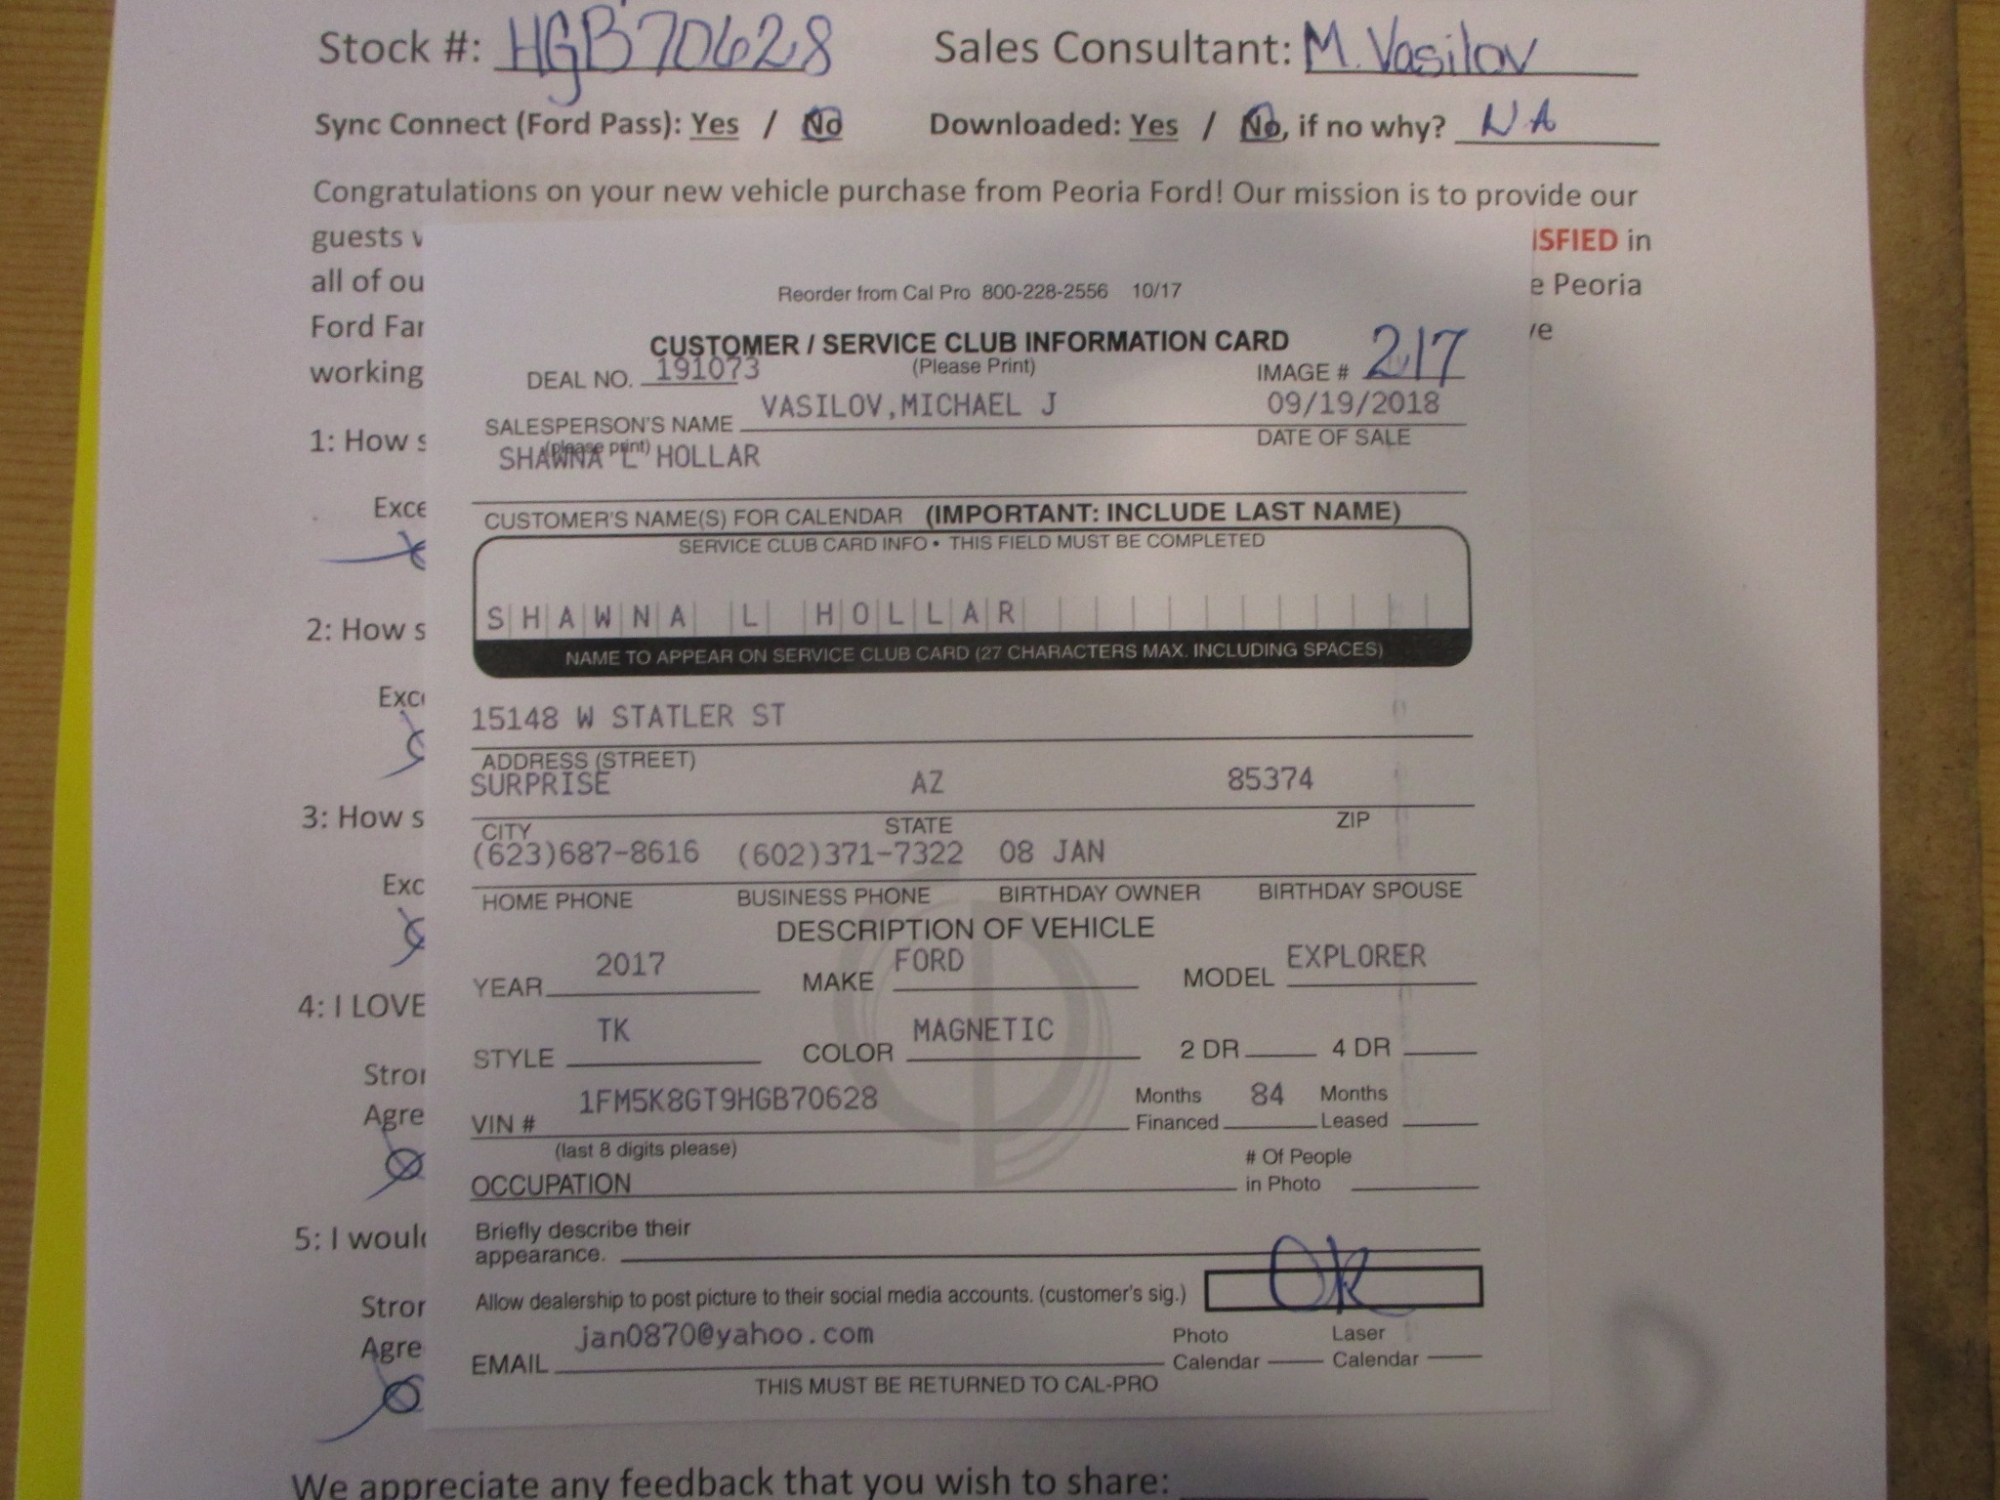 Stock #: HGB70628 Sales Consultant: M. Vasilov
Sync Connect (Ford Pass): Yes / No Downloaded: Yes / No, if no why? NA
Congratulations on your new vehicle purchase from Peoria Ford! Our mission is to provide our
guests ISFIED in
all of ou e Peoria
Ford Far ve
working
1: How s
Exce
2: How s
Exc
3: How s
Exc
4: I LOVE
Stror
Agre
5: I would
Stror
Agre
Reorder from Cal Pro 800-228-2556 10/17
CUSTOMER / SERVICE CLUB INFORMATION CARD
(Please Print)
DEAL NO. 191073 IMAGE # 217
SALESPERSON'S NAME VASILOV,MICHAEL J 09/19/2018
(please print) DATE OF SALE
SHAWNA L HOLLAR
CUSTOMER'S NAME(S) FOR CALENDAR (IMPORTANT: INCLUDE LAST NAME)
SERVICE CLUB CARD INFO • THIS FIELD MUST BE COMPLETED
SHAWNA L HOLLAR
NAME TO APPEAR ON SERVICE CLUB CARD (27 CHARACTERS MAX. INCLUDING SPACES)
15148 W STATLER ST
ADDRESS (STREET)
SURPRISE AZ 85374
CITY STATE ZIP
(623)687-8616 (602)371-7322 08 JAN
HOME PHONE BUSINESS PHONE BIRTHDAY OWNER BIRTHDAY SPOUSE
DESCRIPTION OF VEHICLE
YEAR 2017 MAKE FORD MODEL EXPLORER
STYLE TK COLOR MAGNETIC 2 DR 4 DR
VIN # 1FM5K8GT9HGB70628 Months Financed 84 Months Leased
(last 8 digits please)
OCCUPATION # Of People in Photo
Briefly describe their
appearance.
Allow dealership to post picture to their social media accounts. (customer's sig.) OK
EMAIL jan0870@yahoo.com Photo Calendar Laser Calendar
THIS MUST BE RETURNED TO CAL-PRO
We appreciate any feedback that you wish to share: